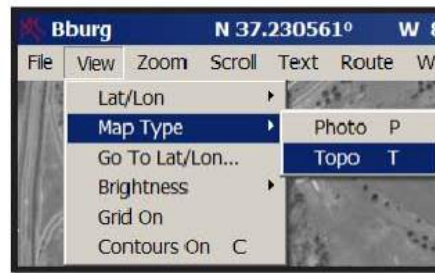 Bburg N 37.230561º W
File View Zoom Scroll Text Route
Lat/Lon
Map Type
Photo P
Go To Lat/Lon...
Topo T
Brightness
Grid On
Contours On C